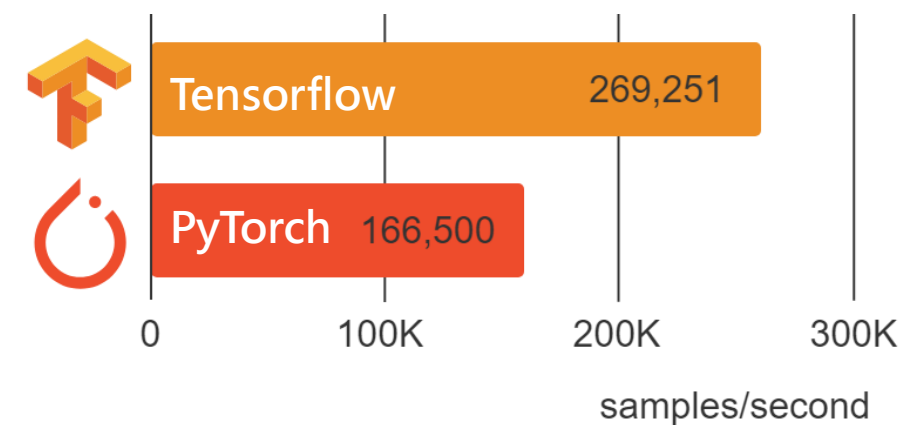 Tensorflow 269,251
PyTorch 166,500
0 100K 200K 300K
samples/second